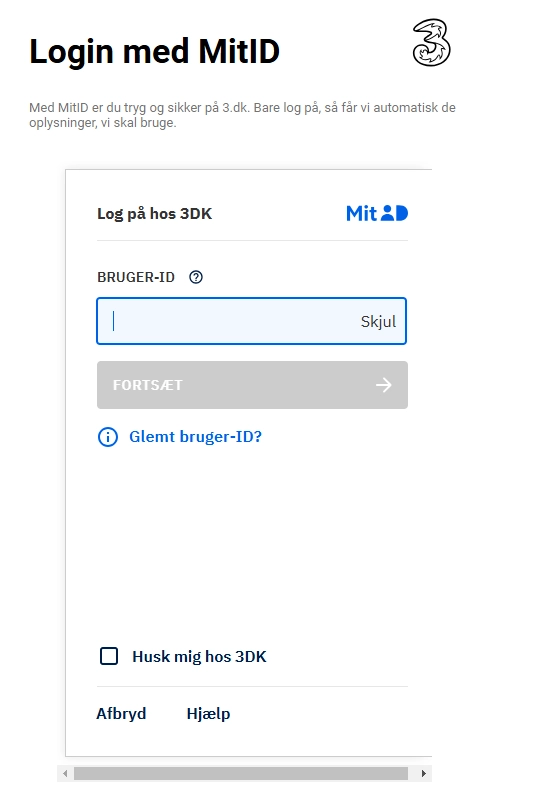 Login med MitID
3
Med MitID er du tryg og sikker på 3.dk. Bare log på, så får vi automatisk de
oplysninger, vi skal bruge.
Log på hos 3DK
Mit D
BRUGER-ID ?
Skjul
FORTSÆT
Glemt bruger-ID?
Husk mig hos 3DK
Afbryd Hjælp